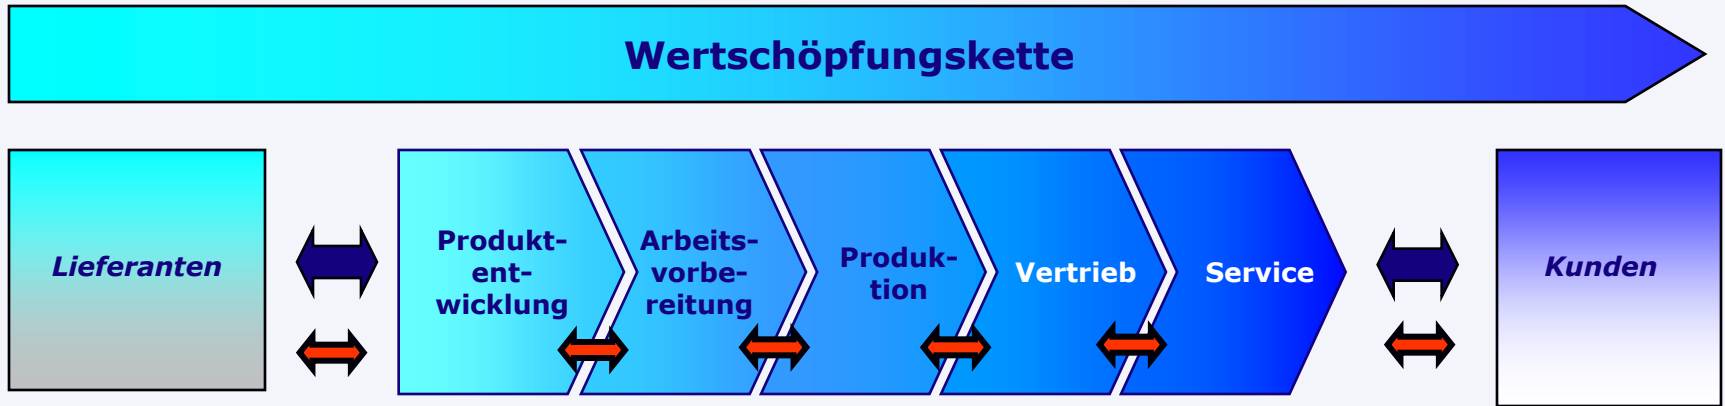 Wertschöpfungskette
Lieferanten
Produkt-
ent-
wicklung
Arbeits-
vorbe-
reitung
Produk-
tion
Vertrieb
Service
Kunden